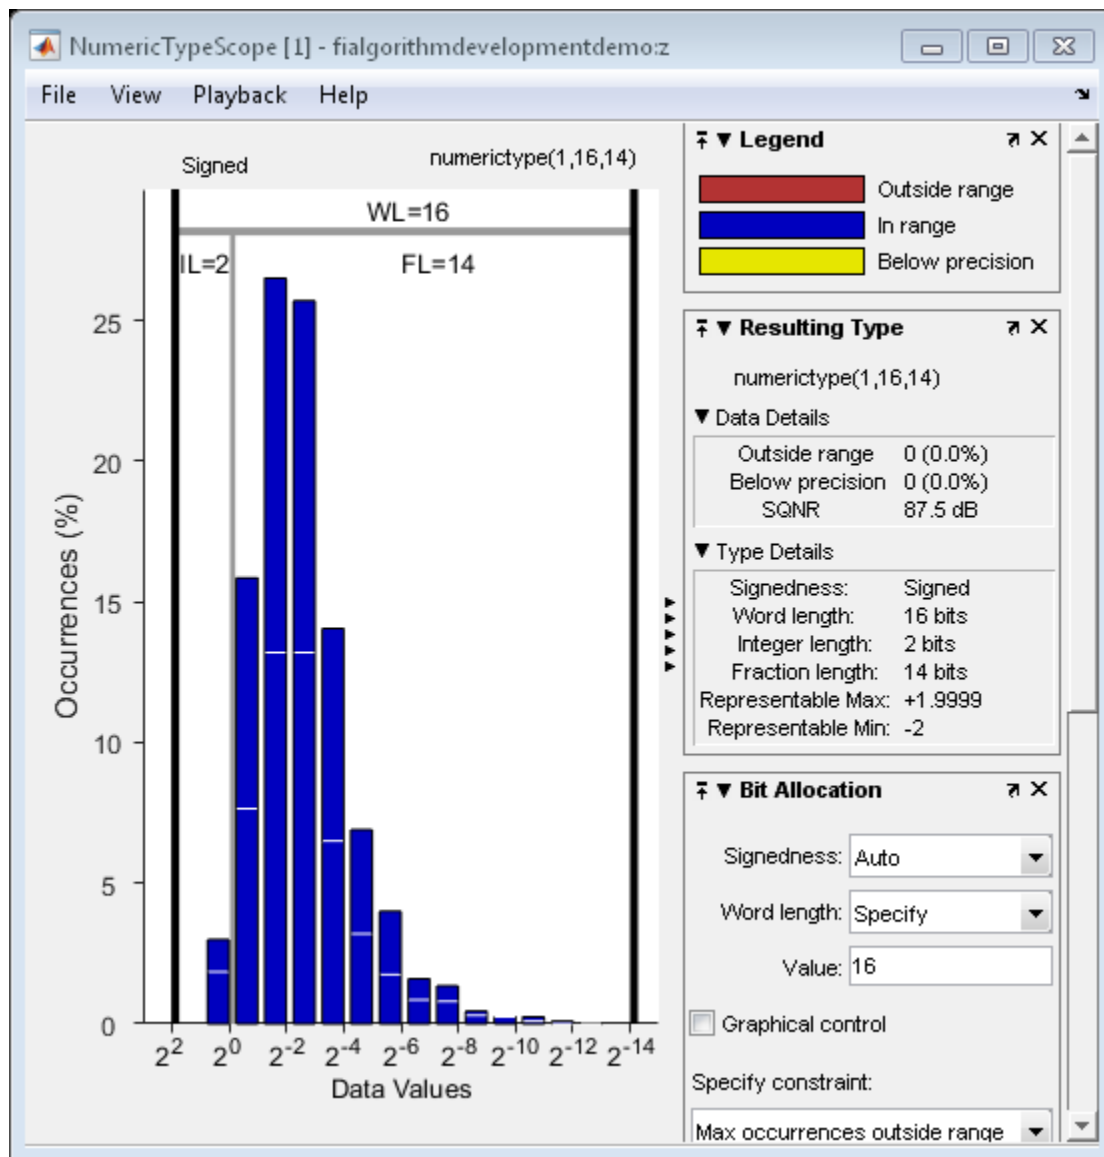 NumericTypeScope [1] - fialgorithmdevelopmentdemo:z
File View Playback Help
Signed numerictype(1,16,14)
WL=16
IL=2 FL=14
25
20
15
10
5
0
Occurrences (%)
2^2 2^0 2^-2 2^-4 2^-6 2^-8 2^-10 2^-12 2^-14
Data Values
Legend
Outside range
In range
Below precision
Resulting Type
numerictype(1,16,14)
Data Details
Outside range 0 (0.0%)
Below precision 0 (0.0%)
SQNR 87.5 dB
Type Details
Signedness: Signed
Word length: 16 bits
Integer length: 2 bits
Fraction length: 14 bits
Representable Max: +1.9999
Representable Min: -2
Bit Allocation
Signedness: Auto
Word length: Specify
Value: 16
Graphical control
Specify constraint:
Max occurrences outside range